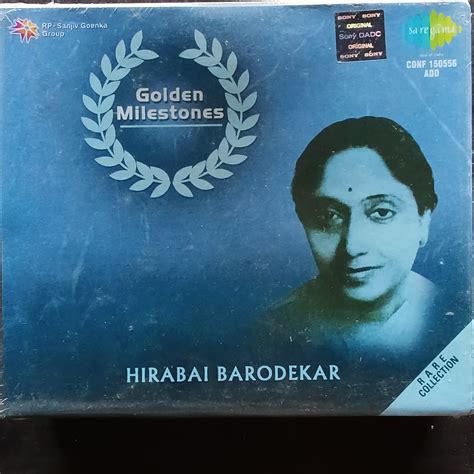 RP-Sanjiv Goenka
Group
SONY SONY
ORIGINAL
Sony DADC
ORIGINAL
SONY SONY
saregama
CDNF 150556
ADD
Golden
Milestones
HIRABAI BARODEKAR
RARE
COLLECTION